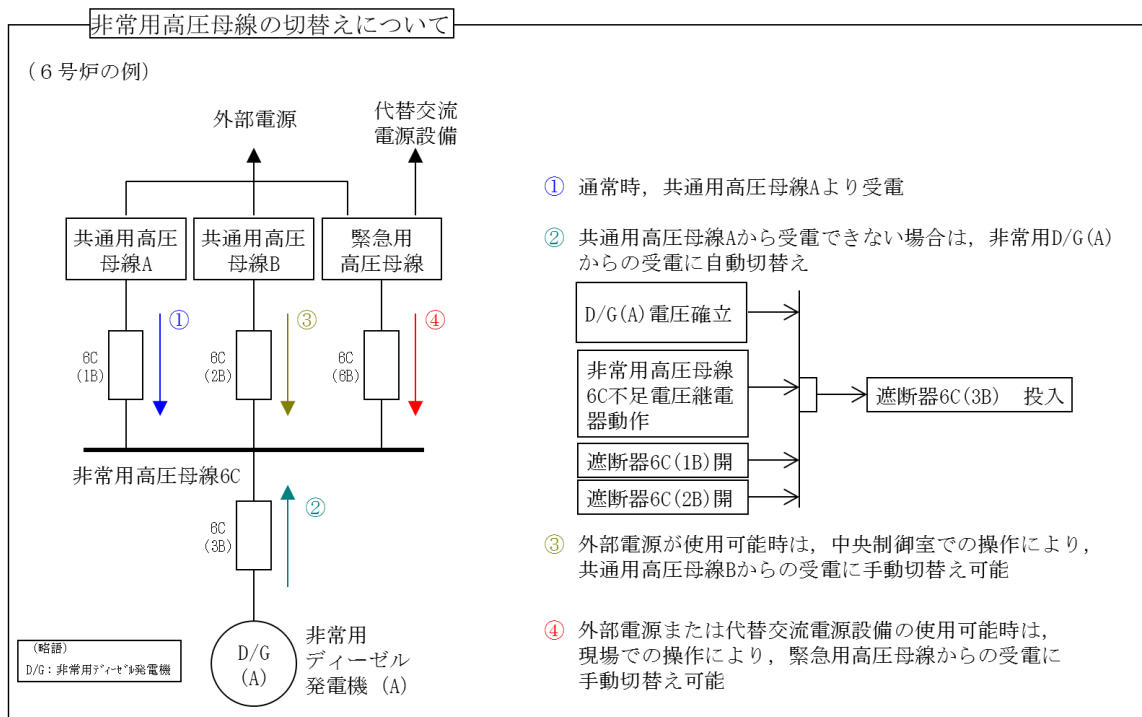 非常用高圧母線の切替えについて
(6号炉の例)
外部電源
代替交流
電源設備
共通用高圧
母線A
共通用高圧
母線B
緊急用
高圧母線
①
③
④
6C
(1B)
6C
(2B)
6C
(6B)
非常用高圧母線6C
②
6C
(3B)
D/G
(A)
非常用
ディーゼル
発電機 (A)
(略語)
D/G:非常用ディーゼル発電機
① 通常時，共通用高圧母線Aより受電
② 共通用高圧母線Aから受電できない場合は，非常用D/G(A)
からの受電に自動切替え
D/G(A)電圧確立
非常用高圧母線
6C不足電圧継電
器動作
遮断器6C(1B)開
遮断器6C(2B)開
遮断器6C(3B) 投入
③ 外部電源が使用可能時は，中央制御室での操作により，
共通用高圧母線Bからの受電に手動切替え可能
④ 外部電源または代替交流電源設備の使用可能時は，
現場での操作により，緊急用高圧母線からの受電に
手動切替え可能